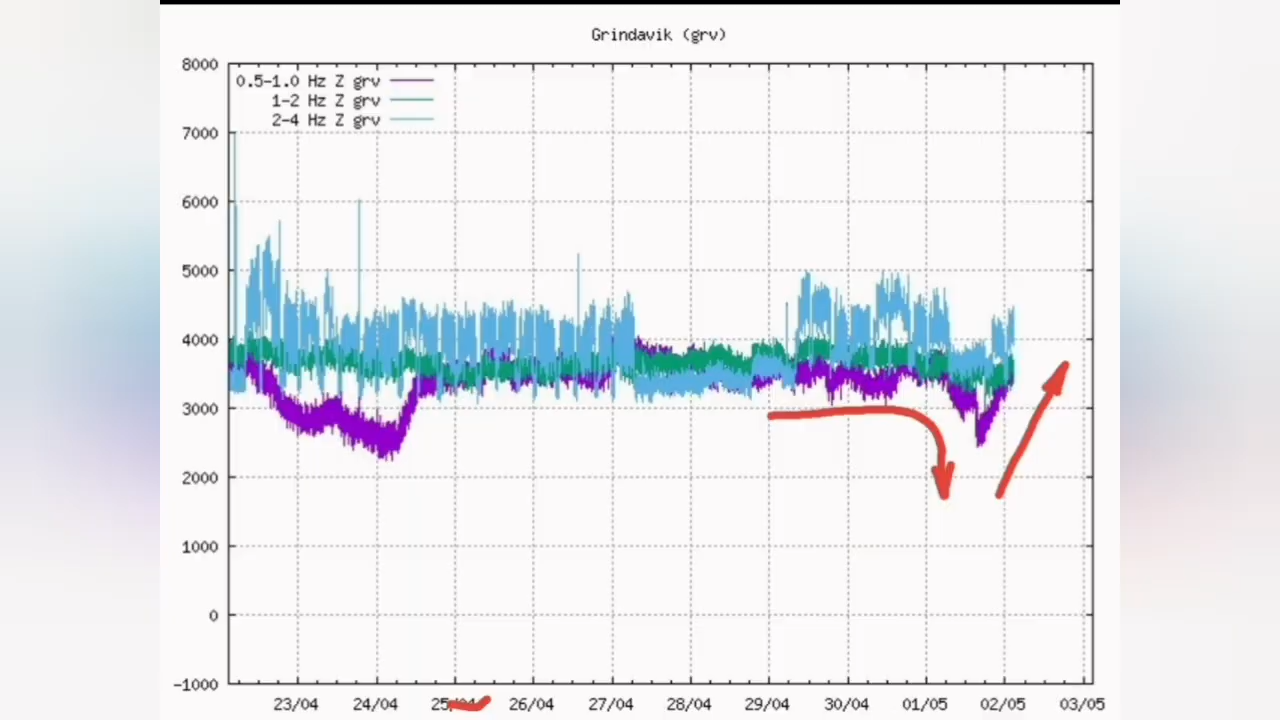 Grindavik (grv)
8000
0.5-1.0 Hz Z grv
1-2 Hz Z grv
2-4 Hz Z grv
7000
6000
5000
4000
3000
2000
1000
0
-1000
23/04 24/04 25/04 26/04 27/04 28/04 29/04 30/04 01/05 02/05 03/05